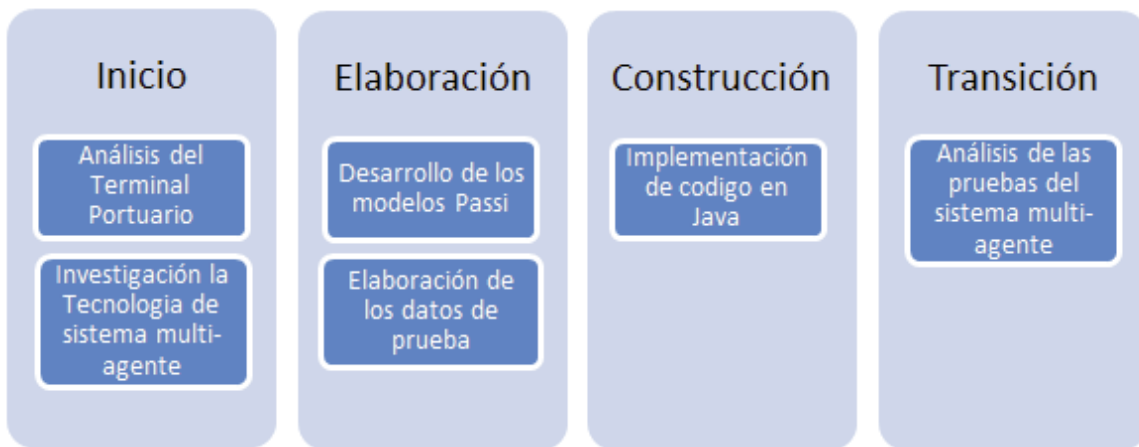 Inicio
Análisis del
Terminal
Portuario
Investigación la
Tecnologia de
sistema multi-
agente
Elaboración
Desarrollo de los
modelos Passi
Elaboración de
los datos de
prueba
Construcción
Implementación
de codigo en
Java
Transición
Análisis de las
pruebas del
sistema multi-
agente